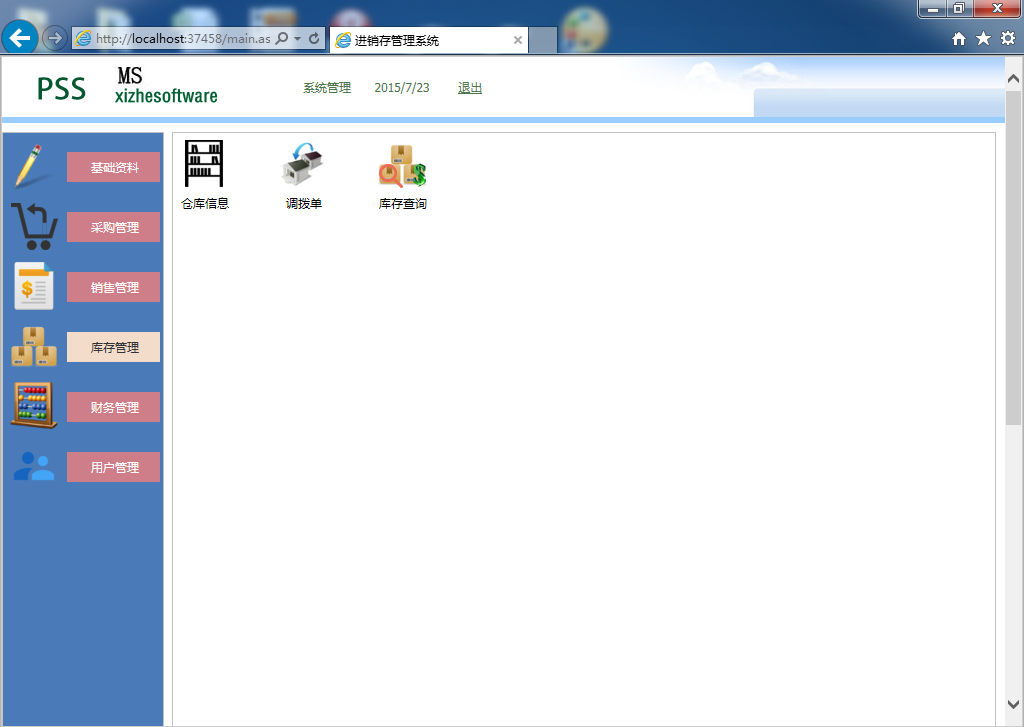 http://localhost:37458/main.as
进销存管理系统
PSS
MS
xizhesoftware
系统管理 2015/7/23 退出
基础资料
采购管理
销售管理
库存管理
财务管理
用户管理
仓库信息 调拨单 库存查询